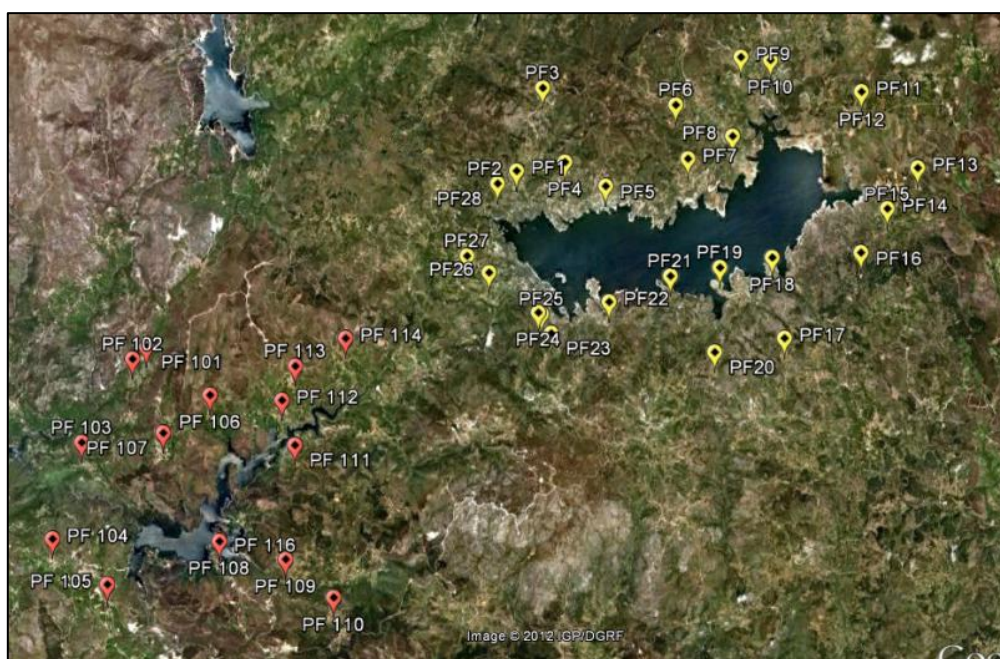 PF9
PF10
PF3
PF6
PF11
PF12
PF8
PF7
PF2
PF1
PF4
PF28
PF5
PF13
PF15
PF14
PF27
PF26
PF21
PF19
PF18
PF16
PF25
PF22
PF24
PF23
PF17
PF20
PF 114
PF 102
PF 101
PF 113
PF 106
PF 112
PF 103
PF 107
PF 111
PF 104
PF 116
PF 108
PF 105
PF 109
PF 110
Image © 2012 IGP/DGRF